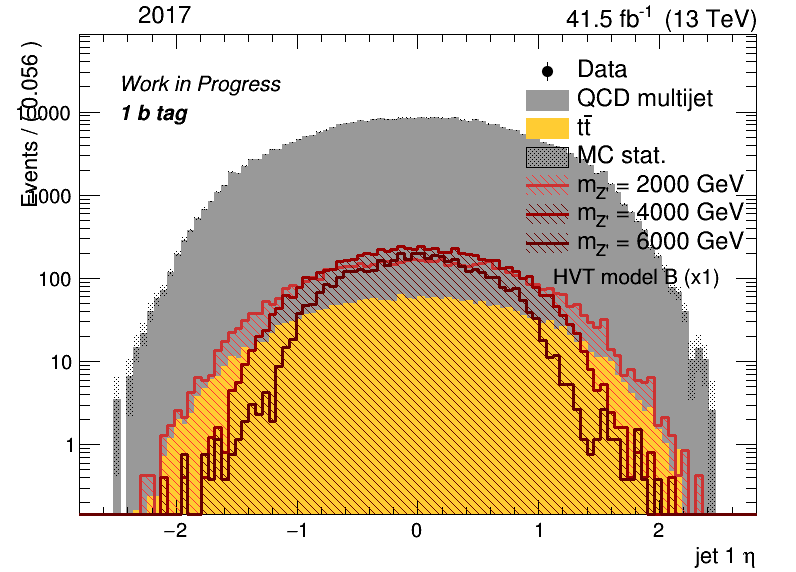 2017
41.5 fb⁻¹ (13 TeV)
Events / ( 0.056 )
Work in Progress
1 b tag
Data
QCD multijet
tt̄
MC stat.
m_Z' = 2000 GeV
m_Z' = 4000 GeV
m_Z' = 6000 GeV
HVT model B (x1)
10000
1000
100
10
1
−2 −1 0 1 2
jet 1 η